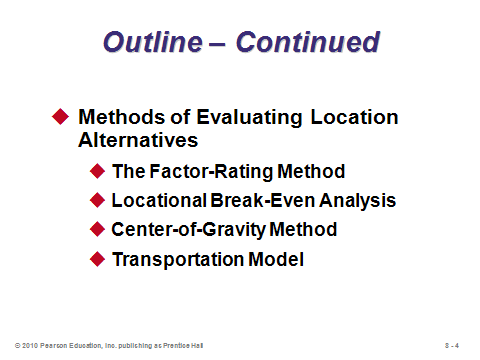 Outline – Continued
Methods of Evaluating Location
Alternatives
The Factor-Rating Method
Locational Break-Even Analysis
Center-of-Gravity Method
Transportation Model
© 2010 Pearson Education, Inc. publishing as Prentice Hall
8 - 4